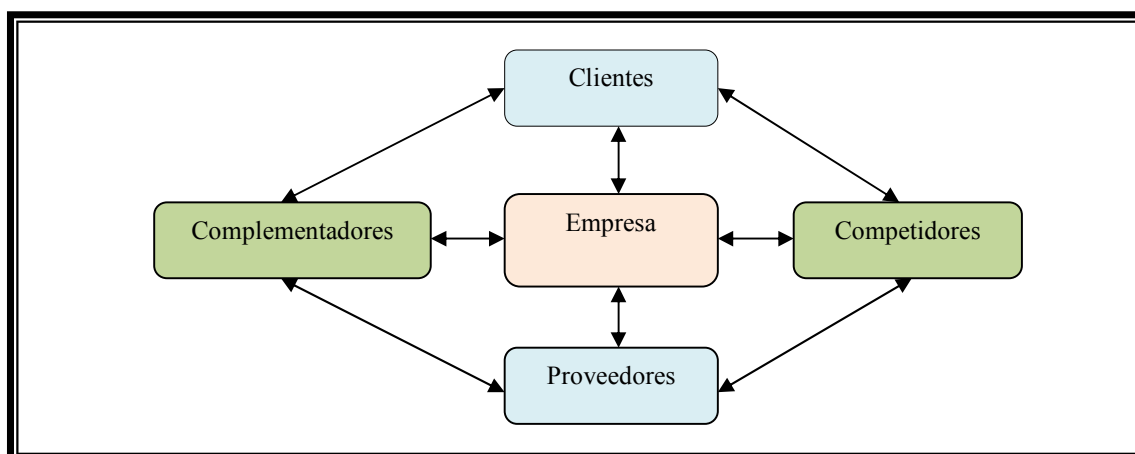 Clientes
Complementadores
Empresa
Competidores
Proveedores